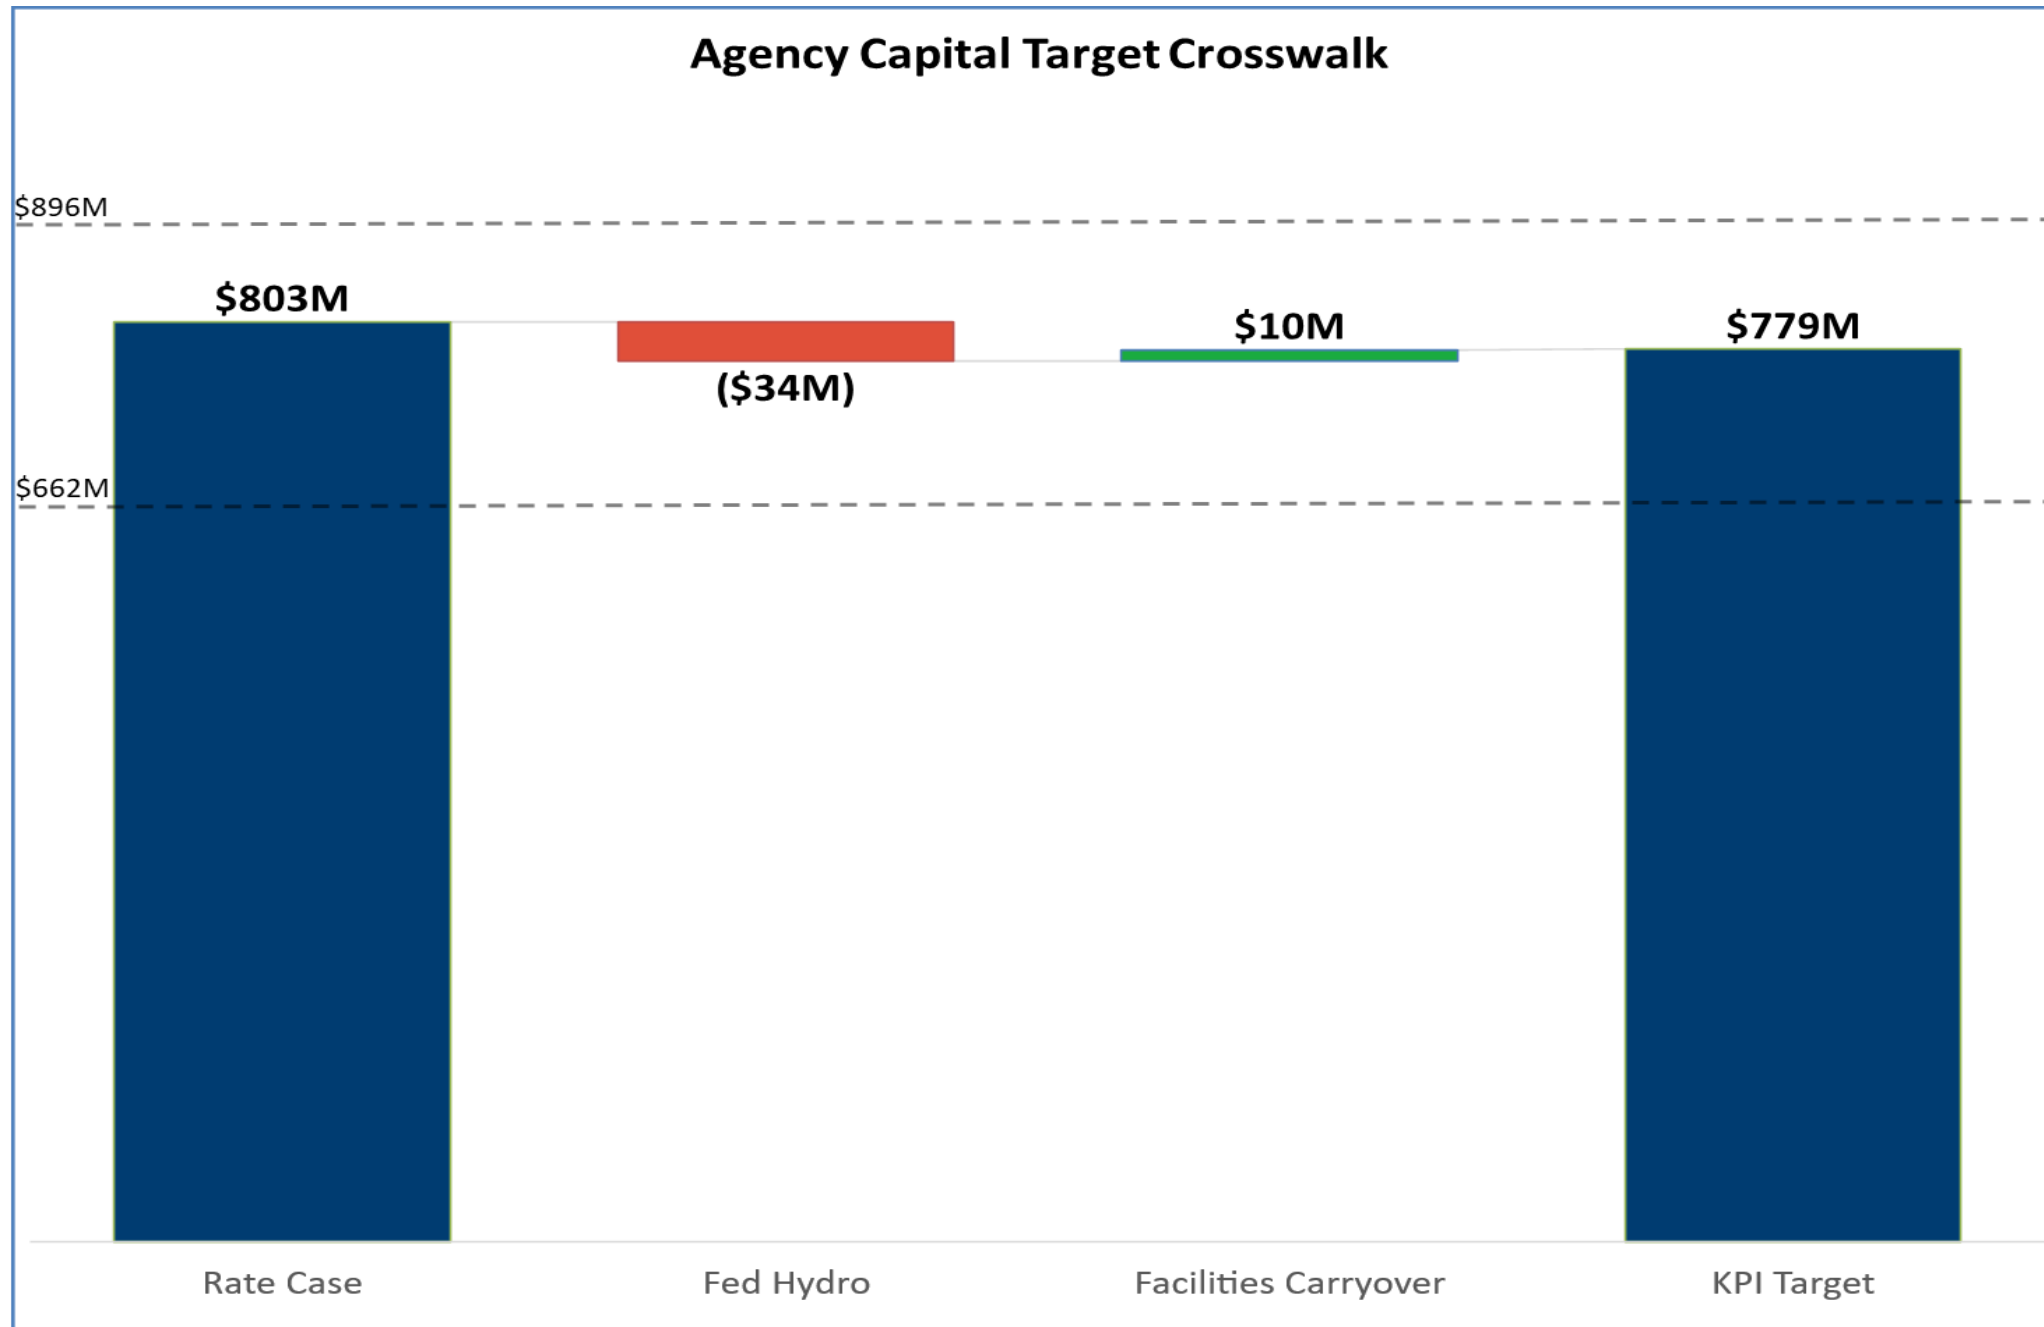 Agency Capital Target Crosswalk
$896M
$803M
($34M)
$10M
$779M
$662M
Rate Case
Fed Hydro
Facilities Carryover
KPI Target